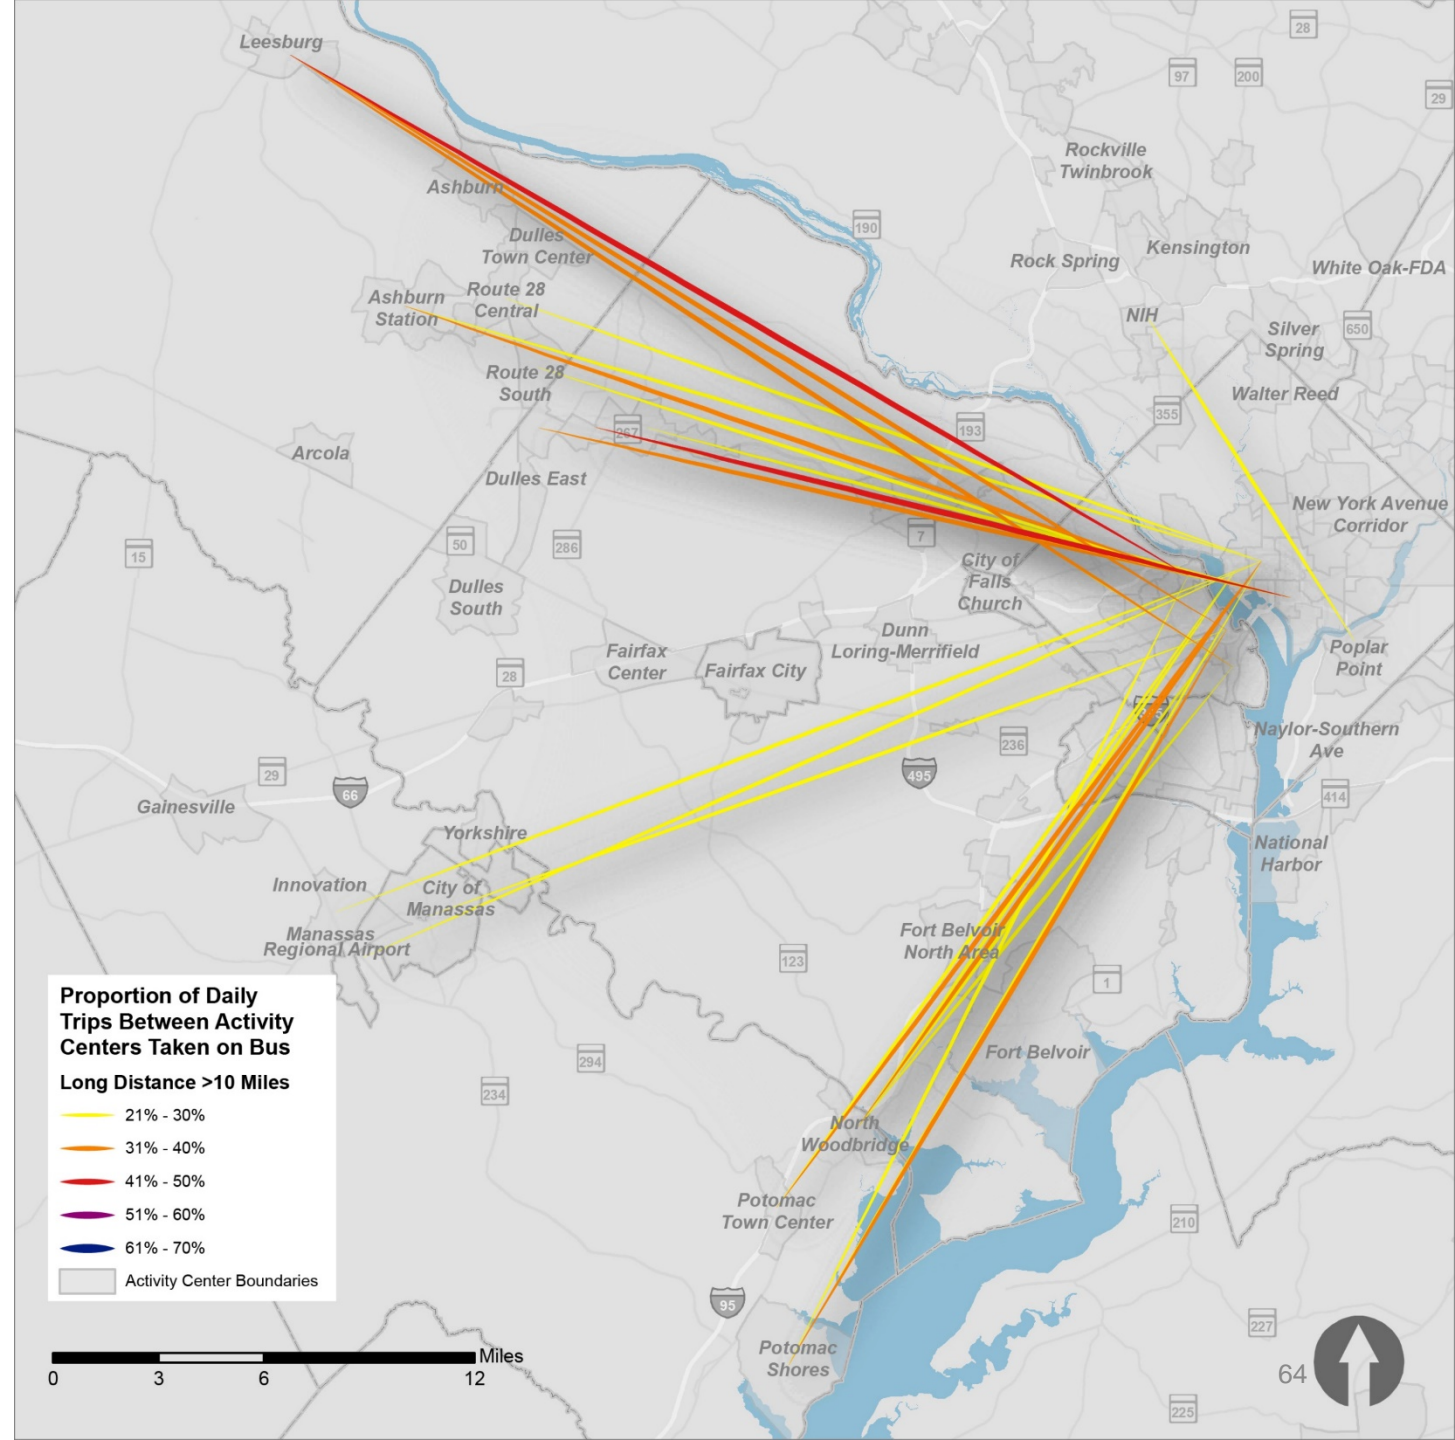 Leesburg
28
97
200
29
Rockville
Twinbrook
Ashburn
190
Dulles
Town Center
Kensington
Rock Spring
White Oak-FDA
Route 28
Central
Ashburn
Station
NIH
Silver
Spring
650
Route 28
South
Walter Reed
355
267
193
Arcola
Dulles East
New York Avenue
Corridor
15
50
286
7
City of
Falls
Church
Dulles
South
Dunn
Loring-Merrifield
Fairfax
Center
Fairfax City
28
Poplar
Point
236
Naylor-Southern
Ave
29
66
495
414
Gainesville
Yorkshire
National
Harbor
Innovation
City of
Manassas
Manassas
Regional Airport
Fort Belvoir
North Area
123
1
Proportion of Daily
Trips Between Activity
Centers Taken on Bus
Long Distance >10 Miles
21% - 30%
31% - 40%
41% - 50%
51% - 60%
61% - 70%
Activity Center Boundaries
294
234
Fort Belvoir
North
Woodbridge
Potomac
Town Center
210
95
227
Potomac
Shores
Miles
0 3 6 12
64
225